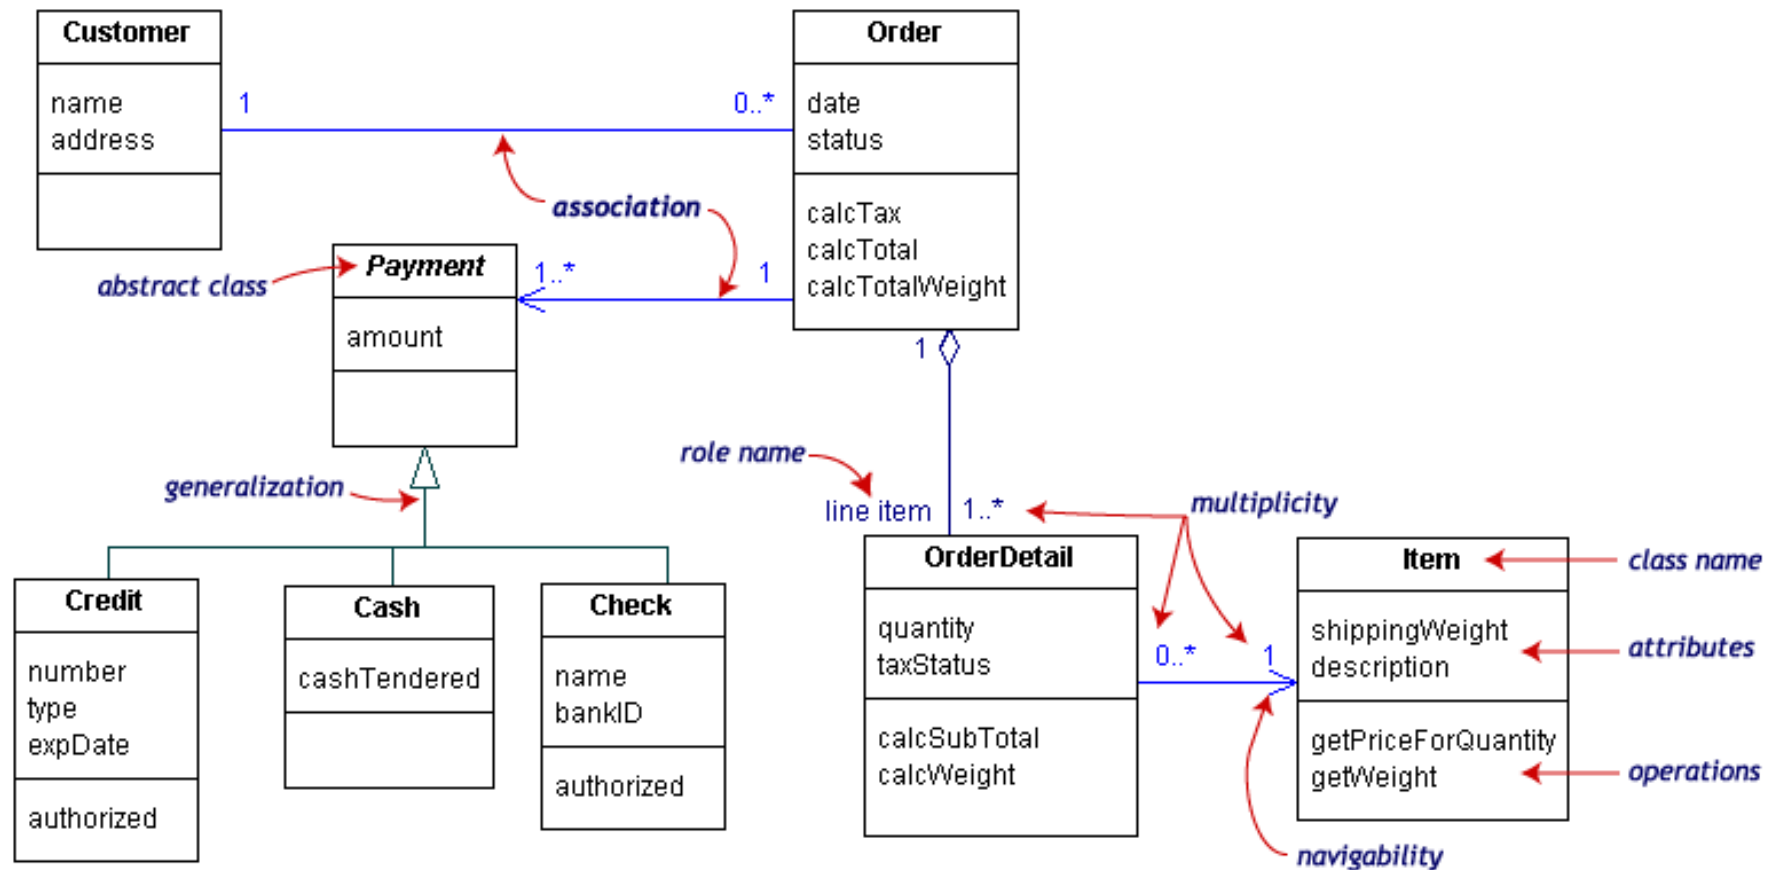 Customer
name
address
1
0..*
Order
date
status
calcTax
calcTotal
calcTotalWeight
association
abstract class
Payment
amount
1..*
1
1
generalization
role name
line item
1..*
multiplicity
Credit
number
type
expDate
authorized
Cash
cashTendered
Check
name
bankID
authorized
OrderDetail
quantity
taxStatus
calcSubTotal
calcWeight
0..*
1
Item
shippingWeight
description
getPriceForQuantity
getWeight
class name
attributes
operations
navigability